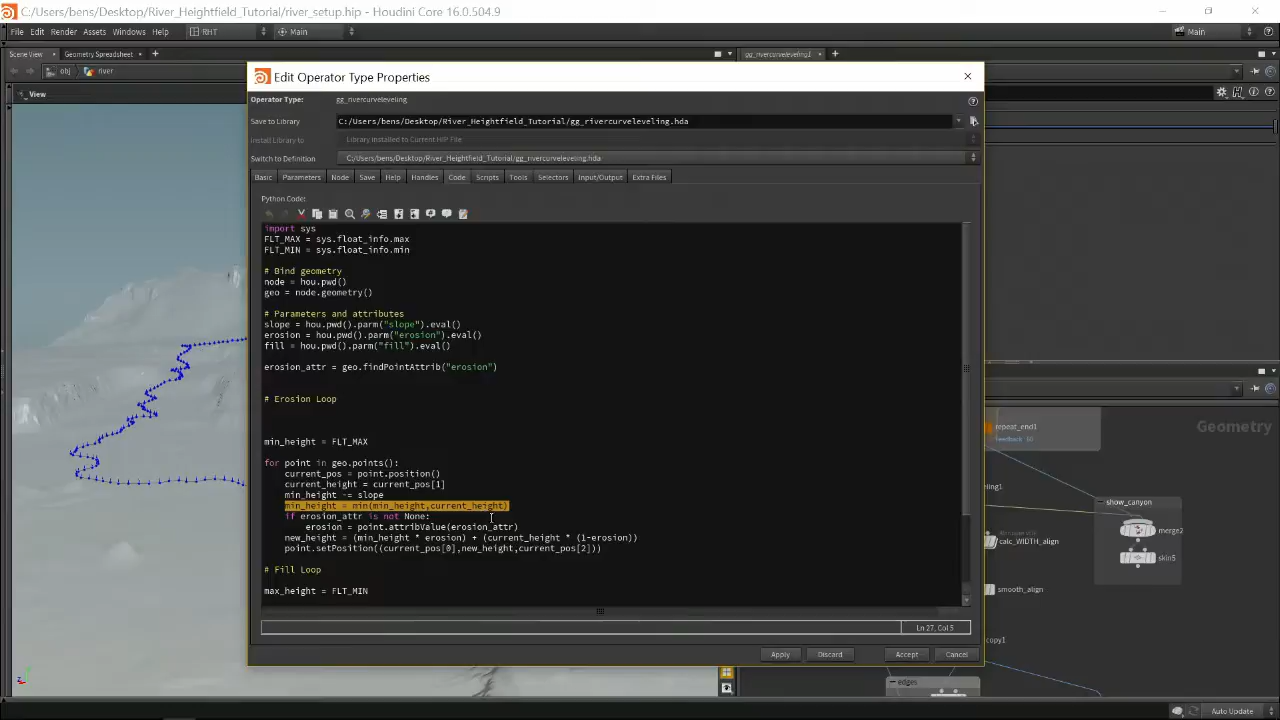 C:/Users/bens/Desktop/River_Heightfield_Tutorial/river_setup.hip - Houdini Core 16.0.504.9
File Edit Render Assets Windows Help RHT Main Main
Scene View Geometry Spreadsheet gg_rivercurveleveling1
obj river
View
Edit Operator Type Properties
Operator Type: gg_rivercurveleveling
Save to Library C:/Users/bens/Desktop/River_Heightfield_Tutorial/gg_rivercurveleveling.hda
Install Library to Library installed to Current HIP File
Switch to Definition C:/Users/bens/Desktop/River_Heightfield_Tutorial/gg_rivercurveleveling.hda
Basic Parameters Node Save Help Handles Code Scripts Tools Selectors Input/Output Extra Files
Python Code:
import sys
FLT_MAX = sys.float_info.max
FLT_MIN = sys.float_info.min
# Bind geometry
node = hou.pwd()
geo = node.geometry()
# Parameters and attributes
slope = hou.pwd().parm("slope").eval()
erosion = hou.pwd().parm("erosion").eval()
fill = hou.pwd().parm("fill").eval()
erosion_attr = geo.findPointAttrib("erosion")
# Erosion Loop
min_height = FLT_MAX
for point in geo.points():
current_pos = point.position()
current_height = current_pos[1]
min_height -= slope
min_height = min(min_height,current_height)
if erosion_attr is not None:
erosion = point.attribValue(erosion_attr)
new_height = (min_height * erosion) + (current_height * (1-erosion))
point.setPosition((current_pos[0],new_height,current_pos[2]))
# Fill Loop
max_height = FLT_MIN
Ln 27, Col 5
Apply Discard Accept Cancel
Geometry
repeat_end1
show_canyon
merge2
skin5
calc_WIDTH_align
smooth_align
copy1
edges
Auto Update